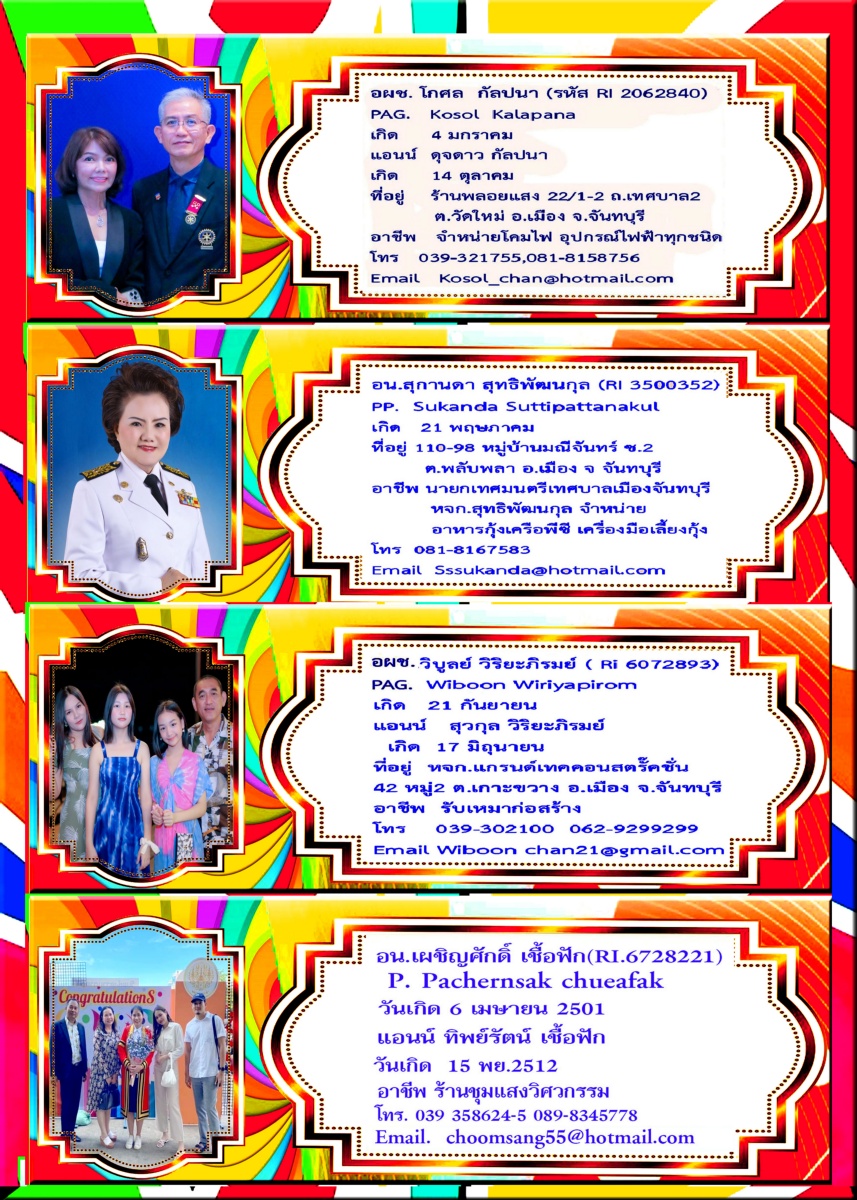 อผช. โกศล กัลปนา (รหัส RI 2062840)
PAG. Kosol Kalapana
เกิด 4 มกราคม
แอนน์ ดุจดาว กัลปนา
เกิด 14 ตุลาคม
ที่อยู่ ร้านพลอยแสง 22/1-2 ถ.เทศบาล2
ต.วัดใหม่ อ.เมือง จ.จันทบุรี
อาชีพ จำหน่ายโคมไฟ อุปกรณ์ไฟฟ้าทุกชนิด
โทร 039-321755,081-8158756
Email Kosol_chan@hotmail.com
อน.สุกานดา สุทธิพัฒนกุล (RI 3500352)
PP. Sukanda Suttipattanakul
เกิด 21 พฤษภาคม
ที่อยู่ 110-98 หมู่บ้านมณีจันทร์ ซ.2
ต.พลับพลา อ.เมือง จ จันทบุรี
อาชีพ นายกเทศมนตรีเทศบาลเมืองจันทบุรี
หจก.สุทธิพัฒนกุล จำหน่าย
อาหารกุ้งเครือพีซี เครื่องมือเลี้ยงกุ้ง
โทร 081-8167583
Email Sssukanda@hotmail.com
อผช. วิบูลย์ วิริยะภิรมย์ ( Ri 6072893)
PAG. Wiboon Wiriyapirom
เกิด 21 กันยายน
แอนน์ สุวกุล วิริยะภิรมย์
เกิด 17 มิถุนายน
ที่อยู่ หจก.แกรนด์เทคคอนสตรั๊คชั่น
42 หมู่2 ต.เกาะขวาง อ.เมือง จ.จันทบุรี
อาชีพ รับเหมาก่อสร้าง
โทร 039-302100 062-9299299
Email Wiboon chan21@gmail.com
CongratulationS
อน.เผชิญศักดิ์ เชื้อฟัก(RI.6728221)
P. Pachernsak chueafak
วันเกิด 6 เมษายน 2501
แอนน์ ทิพย์รัตน์ เชื้อฟัก
วันเกิด 15 พย.2512
อาชีพ ร้านชุมแสงวิศวกรรม
โทร. 039 358624-5 089-8345778
Email. choomsang55@hotmail.com